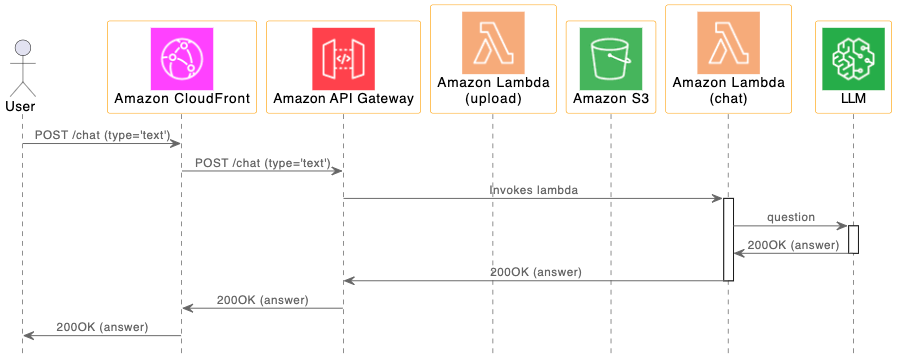 User
Amazon CloudFront
Amazon API Gateway
Amazon Lambda
(upload)
Amazon S3
Amazon Lambda
(chat)
LLM
POST /chat (type='text')
POST /chat (type='text')
Invokes lambda
question
200OK (answer)
200OK (answer)
200OK (answer)
200OK (answer)